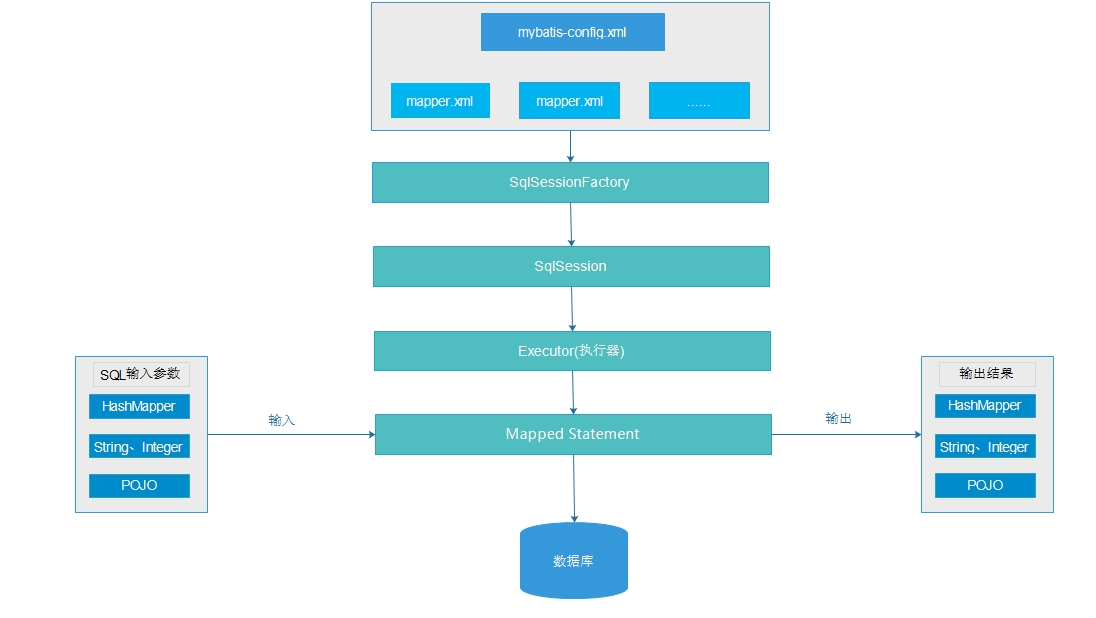 mybatis-config.xml
mapper.xml
mapper.xml
......
SqlSessionFactory
SqlSession
Executor(执行器)
SQL输入参数
HashMapper
String、Integer
POJO
输入
Mapped Statement
输出
输出结果
HashMapper
String、Integer
POJO
数据库